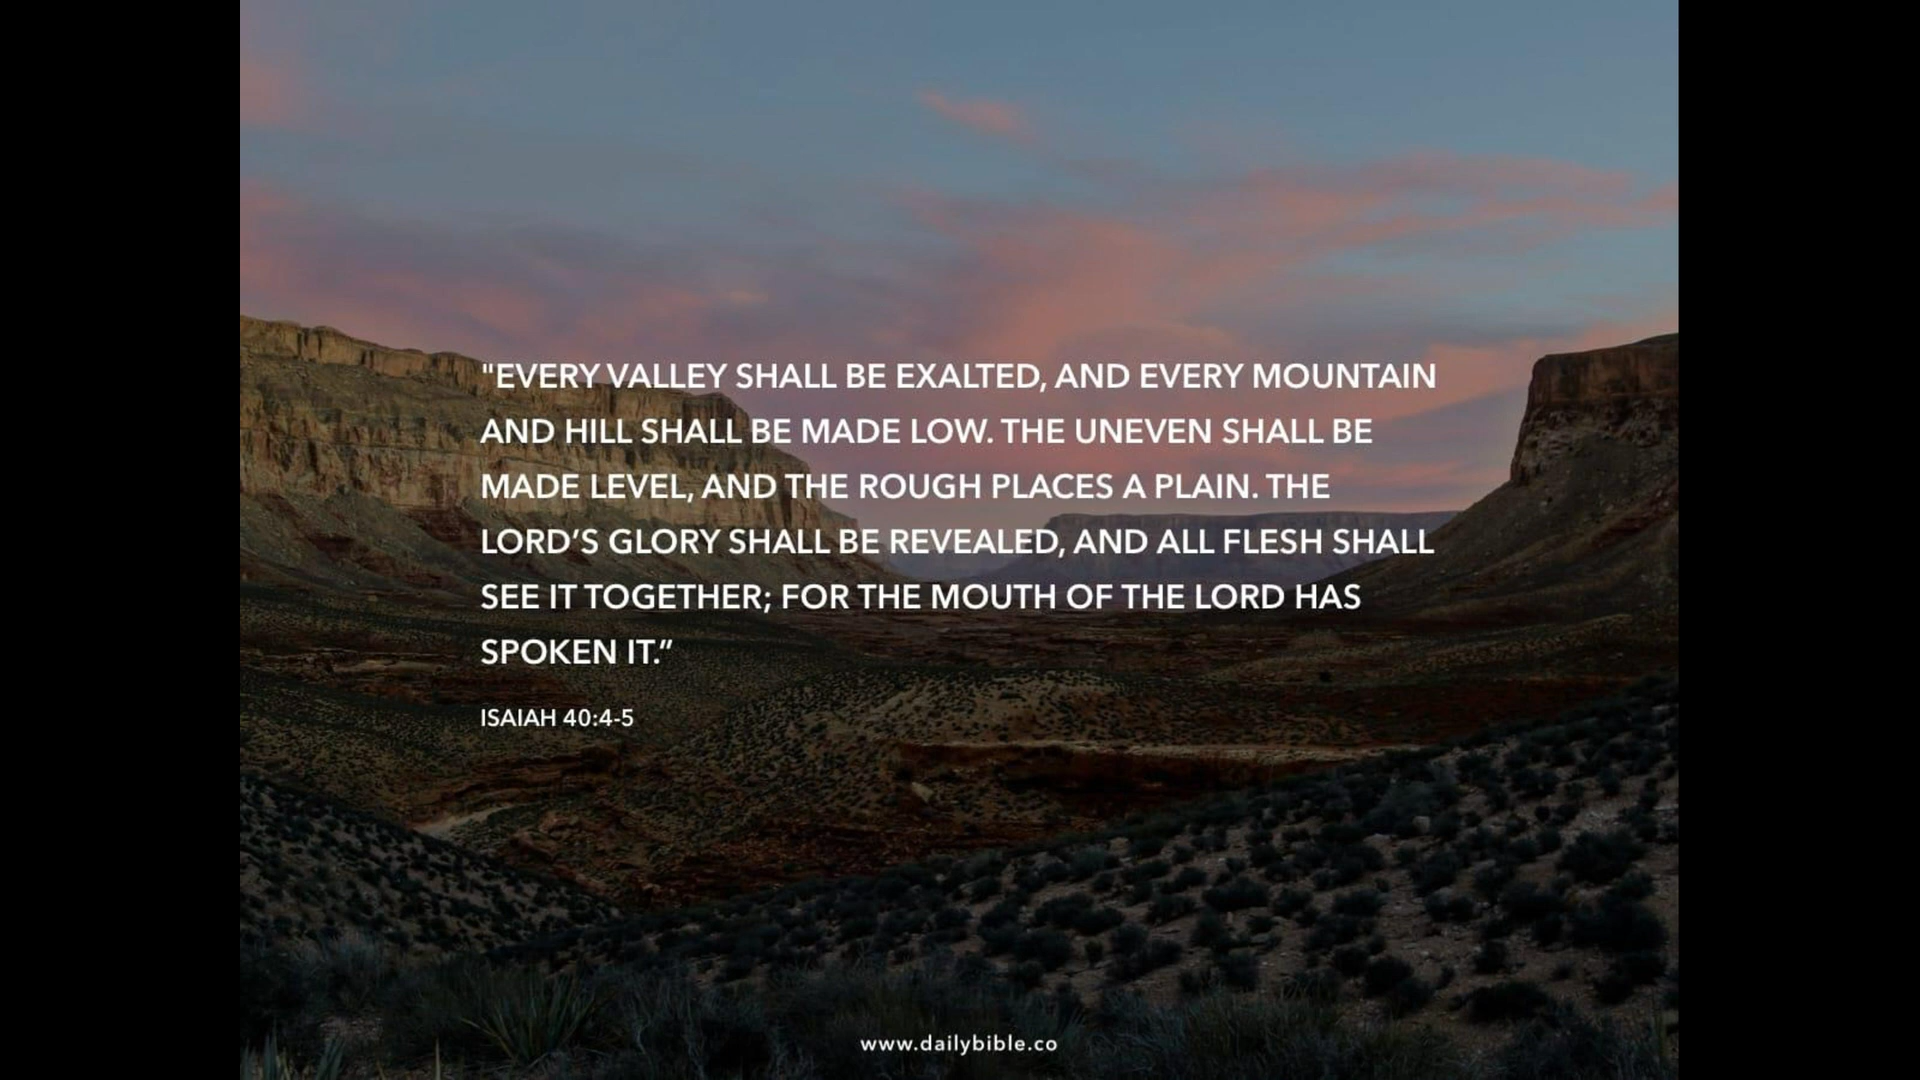 "EVERY VALLEY SHALL BE EXALTED, AND EVERY MOUNTAIN
AND HILL SHALL BE MADE LOW. THE UNEVEN SHALL BE
MADE LEVEL, AND THE ROUGH PLACES A PLAIN. THE
LORD’S GLORY SHALL BE REVEALED, AND ALL FLESH SHALL
SEE IT TOGETHER; FOR THE MOUTH OF THE LORD HAS
SPOKEN IT.”
ISAIAH 40:4-5
www.dailybible.co